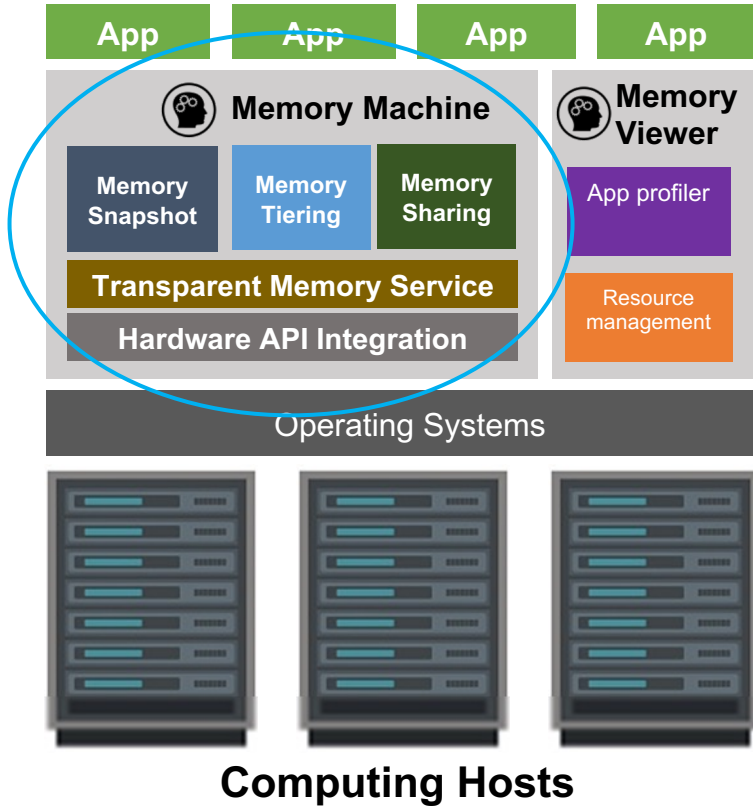 App App App App
Memory Machine
Memory
Viewer
Memory
Snapshot
Memory
Tiering
Memory
Sharing
App profiler
Transparent Memory Service
Resource
management
Hardware API Integration
Operating Systems
Computing Hosts